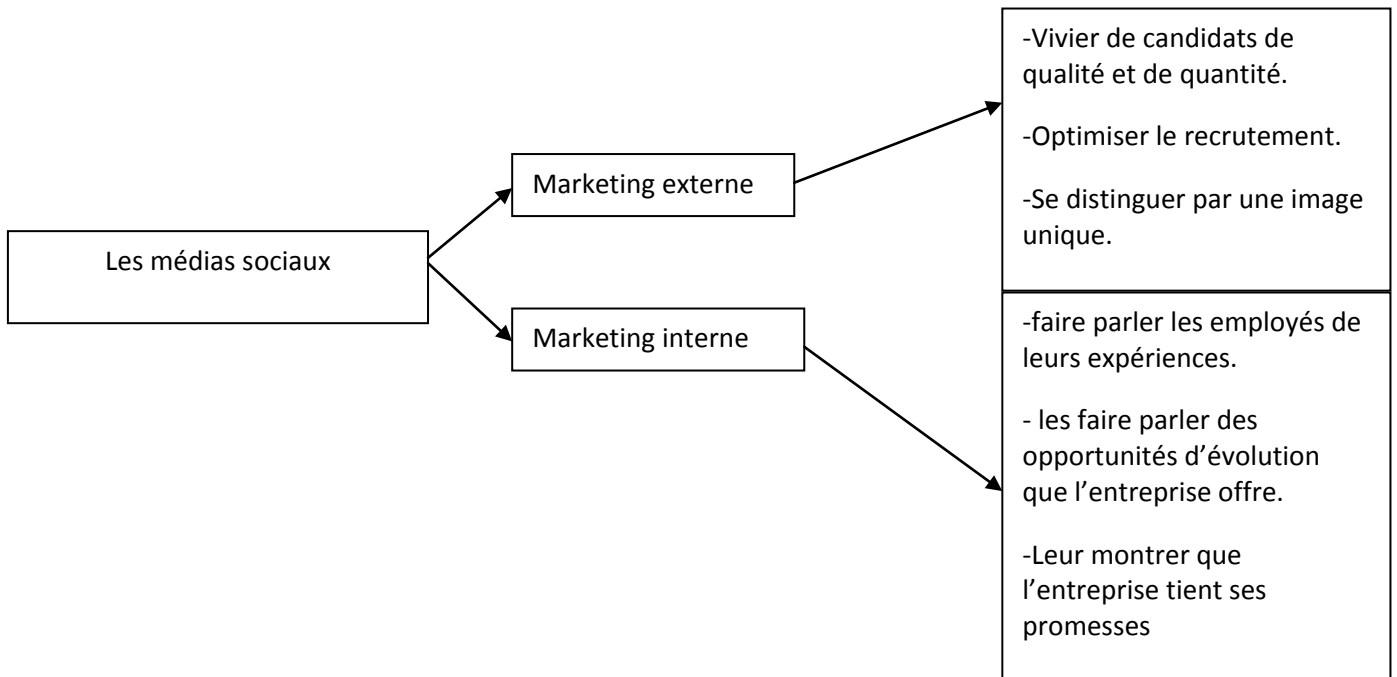 Les médias sociaux
Marketing externe
Marketing interne
-Vivier de candidats de
qualité et de quantité.
-Optimiser le recrutement.
-Se distinguer par une image
unique.
-faire parler les employés de
leurs expériences.
- les faire parler des
opportunités d’évolution
que l’entreprise offre.
-Leur montrer que
l’entreprise tient ses
promesses